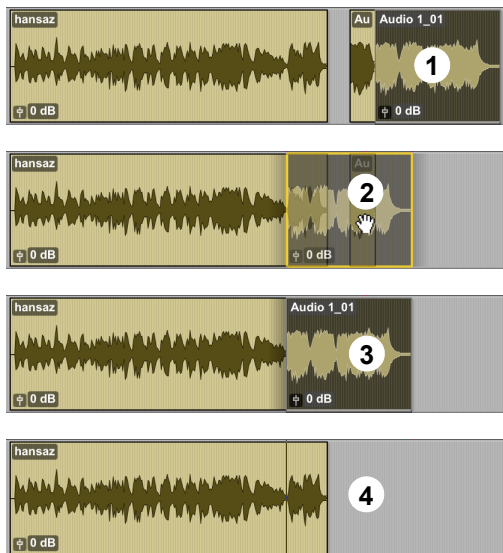 hansaz Au Audio 1_01
1
0 dB 0 dB
hansaz Au
2
0 dB 0 dB
hansaz Audio 1_01
3
0 dB 0 dB
hansaz
4
0 dB